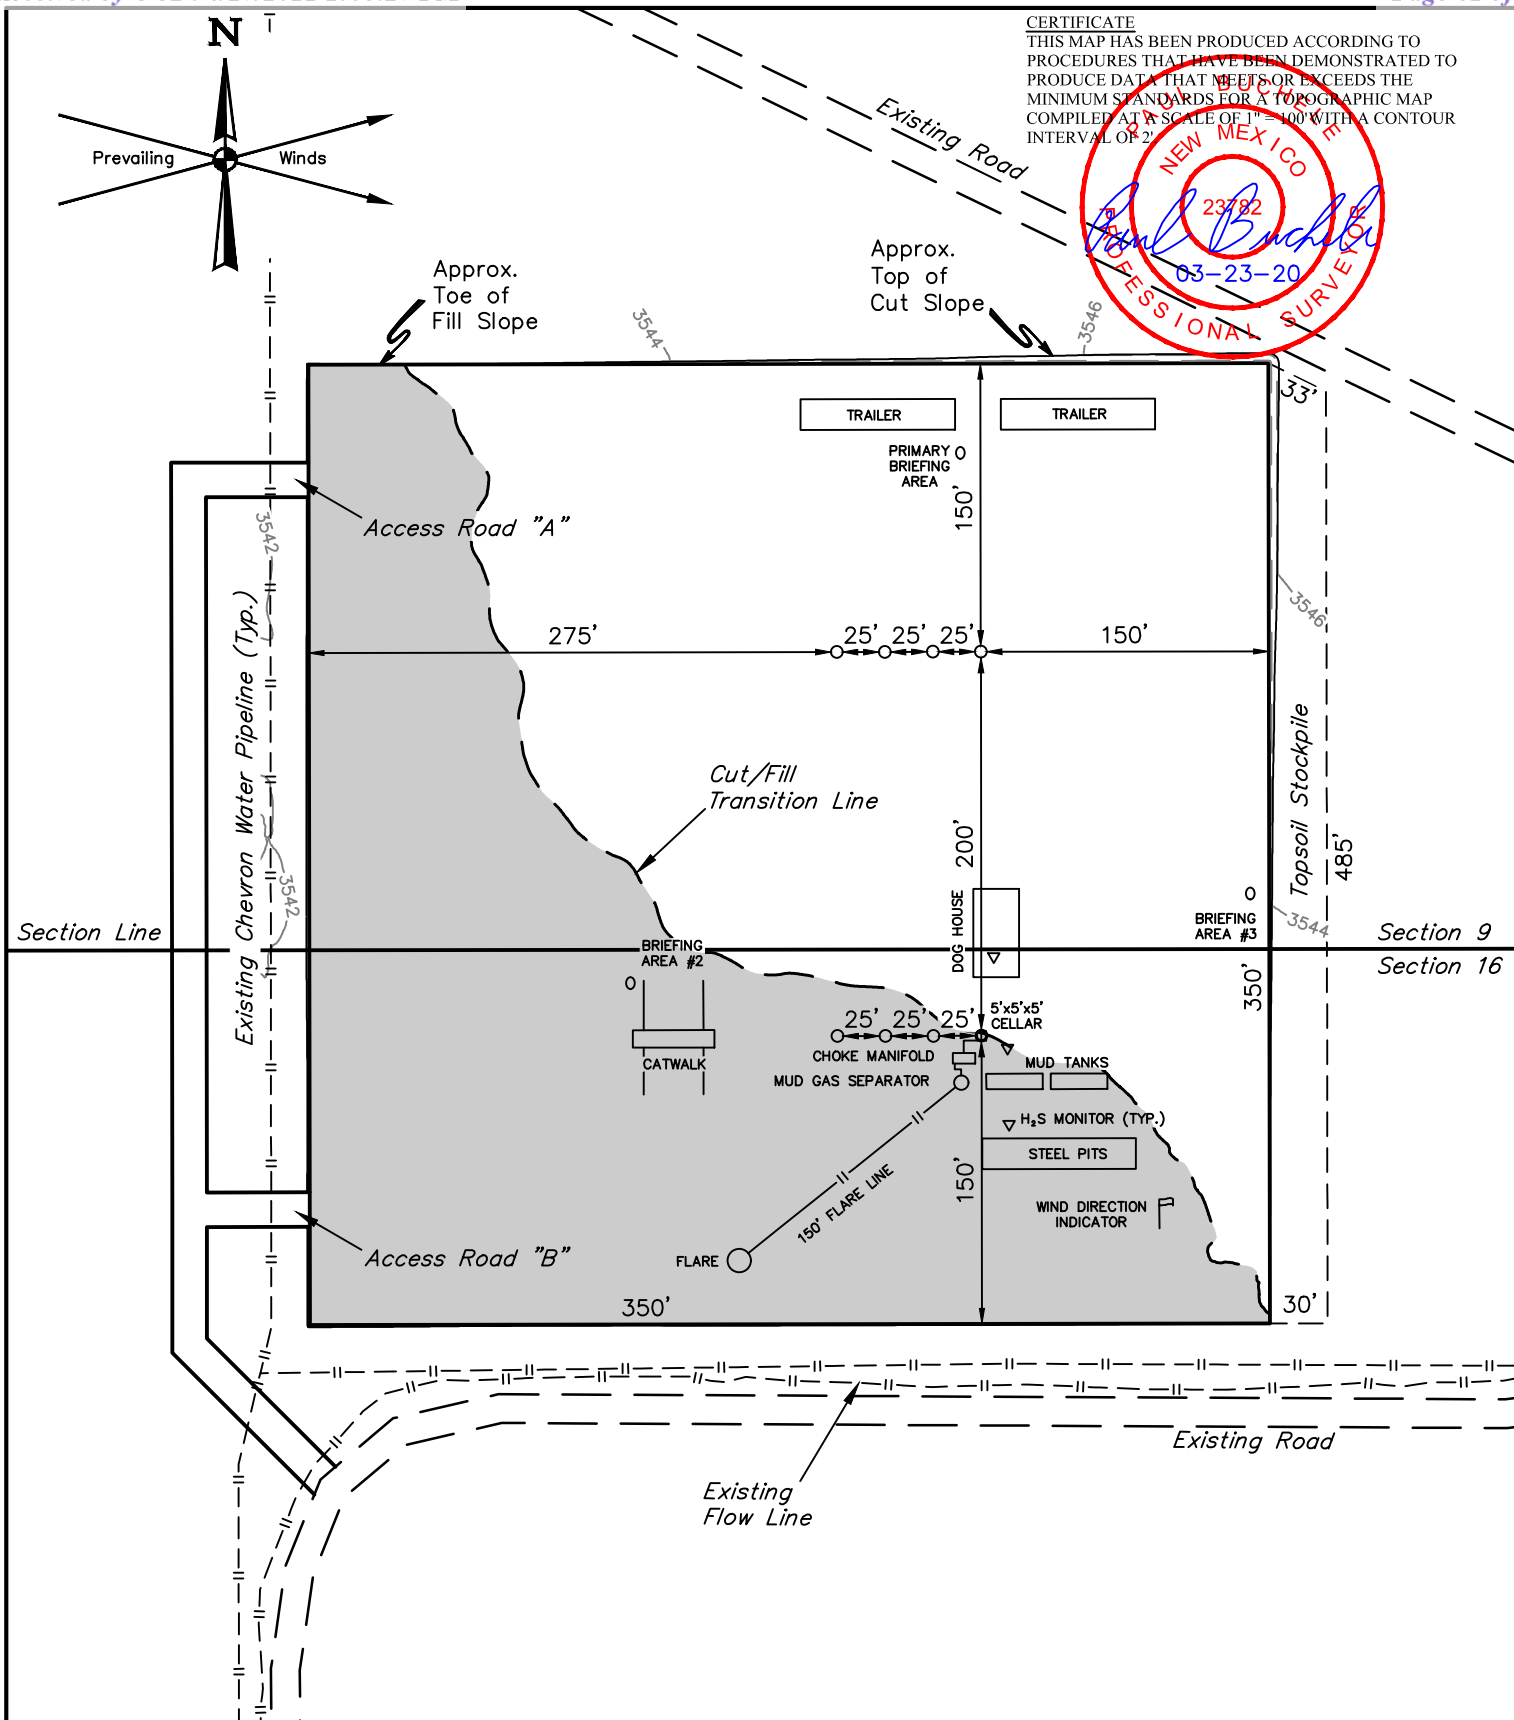 N
Prevailing Winds
CERTIFICATE
THIS MAP HAS BEEN PRODUCED ACCORDING TO
PROCEDURES THAT HAVE BEEN DEMONSTRATED TO
PRODUCE DATA THAT MEETS OR EXCEEDS THE
MINIMUM STANDARDS FOR A TOPOGRAPHIC MAP
COMPILED AT A SCALE OF 1" = 100' WITH A CONTOUR
INTERVAL OF 2'.
PAUL BUCHELE
NEW MEXICO
23782
Paul Buchele
03-23-20
PROFESSIONAL SURVEYOR
Existing Road
Approx.
Toe of
Fill Slope
Approx.
Top of
Cut Slope
3544
3546
33'
TRAILER
TRAILER
PRIMARY
BRIEFING
AREA
150'
Access Road "A"
3542
Existing Chevron Water Pipeline (Typ.)
275'
25'
25'
25'
150'
3546
Topsoil Stockpile
485'
Cut/Fill
Transition Line
200'
DOG HOUSE
3542
BRIEFING
AREA #3
3544
Section Line
Section 9
Section 16
BRIEFING
AREA #2
350'
25'
25'
25'
5'x5'x5'
CELLAR
CATWALK
CHOKE MANIFOLD
MUD GAS SEPARATOR
MUD TANKS
H₂S MONITOR (TYP.)
STEEL PITS
150'
150' FLARE LINE
WIND DIRECTION
INDICATOR
FLARE
Access Road "B"
350'
30'
Existing Road
Existing
Flow Line